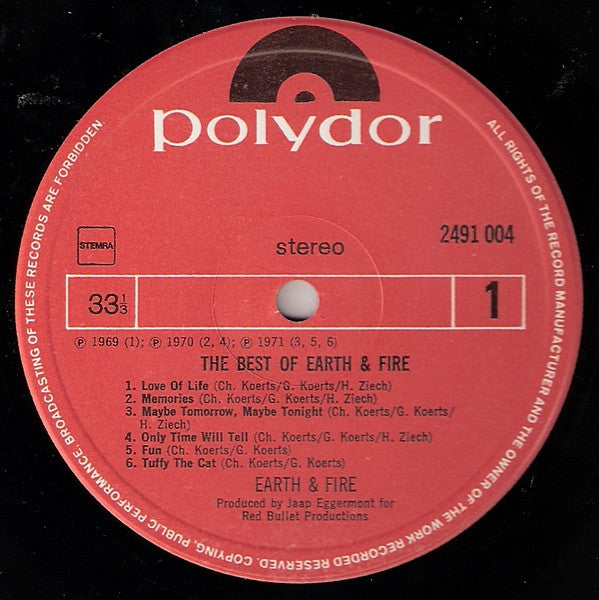 polydor
ALL RIGHTS OF THE RECORD MANUFACTURER AND THE OWNER OF THE WORK RECORDED RESERVED. COPYING, PUBLIC PERFORMANCE, BROADCASTING OF THESE RECORDS ARE FORBIDDEN
STEMRA
stereo
2491 004
33⅓
1
℗ 1969 (1); ℗ 1970 (2, 4); ℗ 1971 (3, 5, 6)
THE BEST OF EARTH & FIRE
1. Love Of Life (Ch. Koerts/G. Koerts/H. Ziech)
2. Memories (Ch. Koerts/G. Koerts/H. Ziech)
3. Maybe Tomorrow, Maybe Tonight (Ch. Koerts/G. Koerts/
H. Ziech)
4. Only Time Will Tell (Ch. Koerts/G. Koerts/H. Ziech)
5. Fun (Ch. Koerts/G. Koerts)
6. Tuffy The Cat (Ch. Koerts/G. Koerts)
EARTH & FIRE
Produced by Jaap Eggermont for
Red Bullet Productions